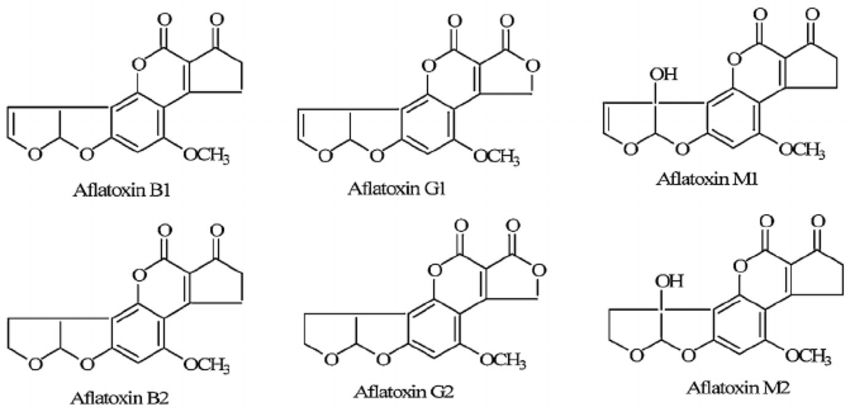 O O
O
O O
OCH3
Aflatoxin B1
O O
O O
O O
OCH3
Aflatoxin G1
O O
O
OH
O O
OCH3
Aflatoxin M1
O O
O
O O
OCH3
Aflatoxin B2
O O
O O
O O
OCH3
Aflatoxin G2
O O
O
OH
O O
OCH3
Aflatoxin M2